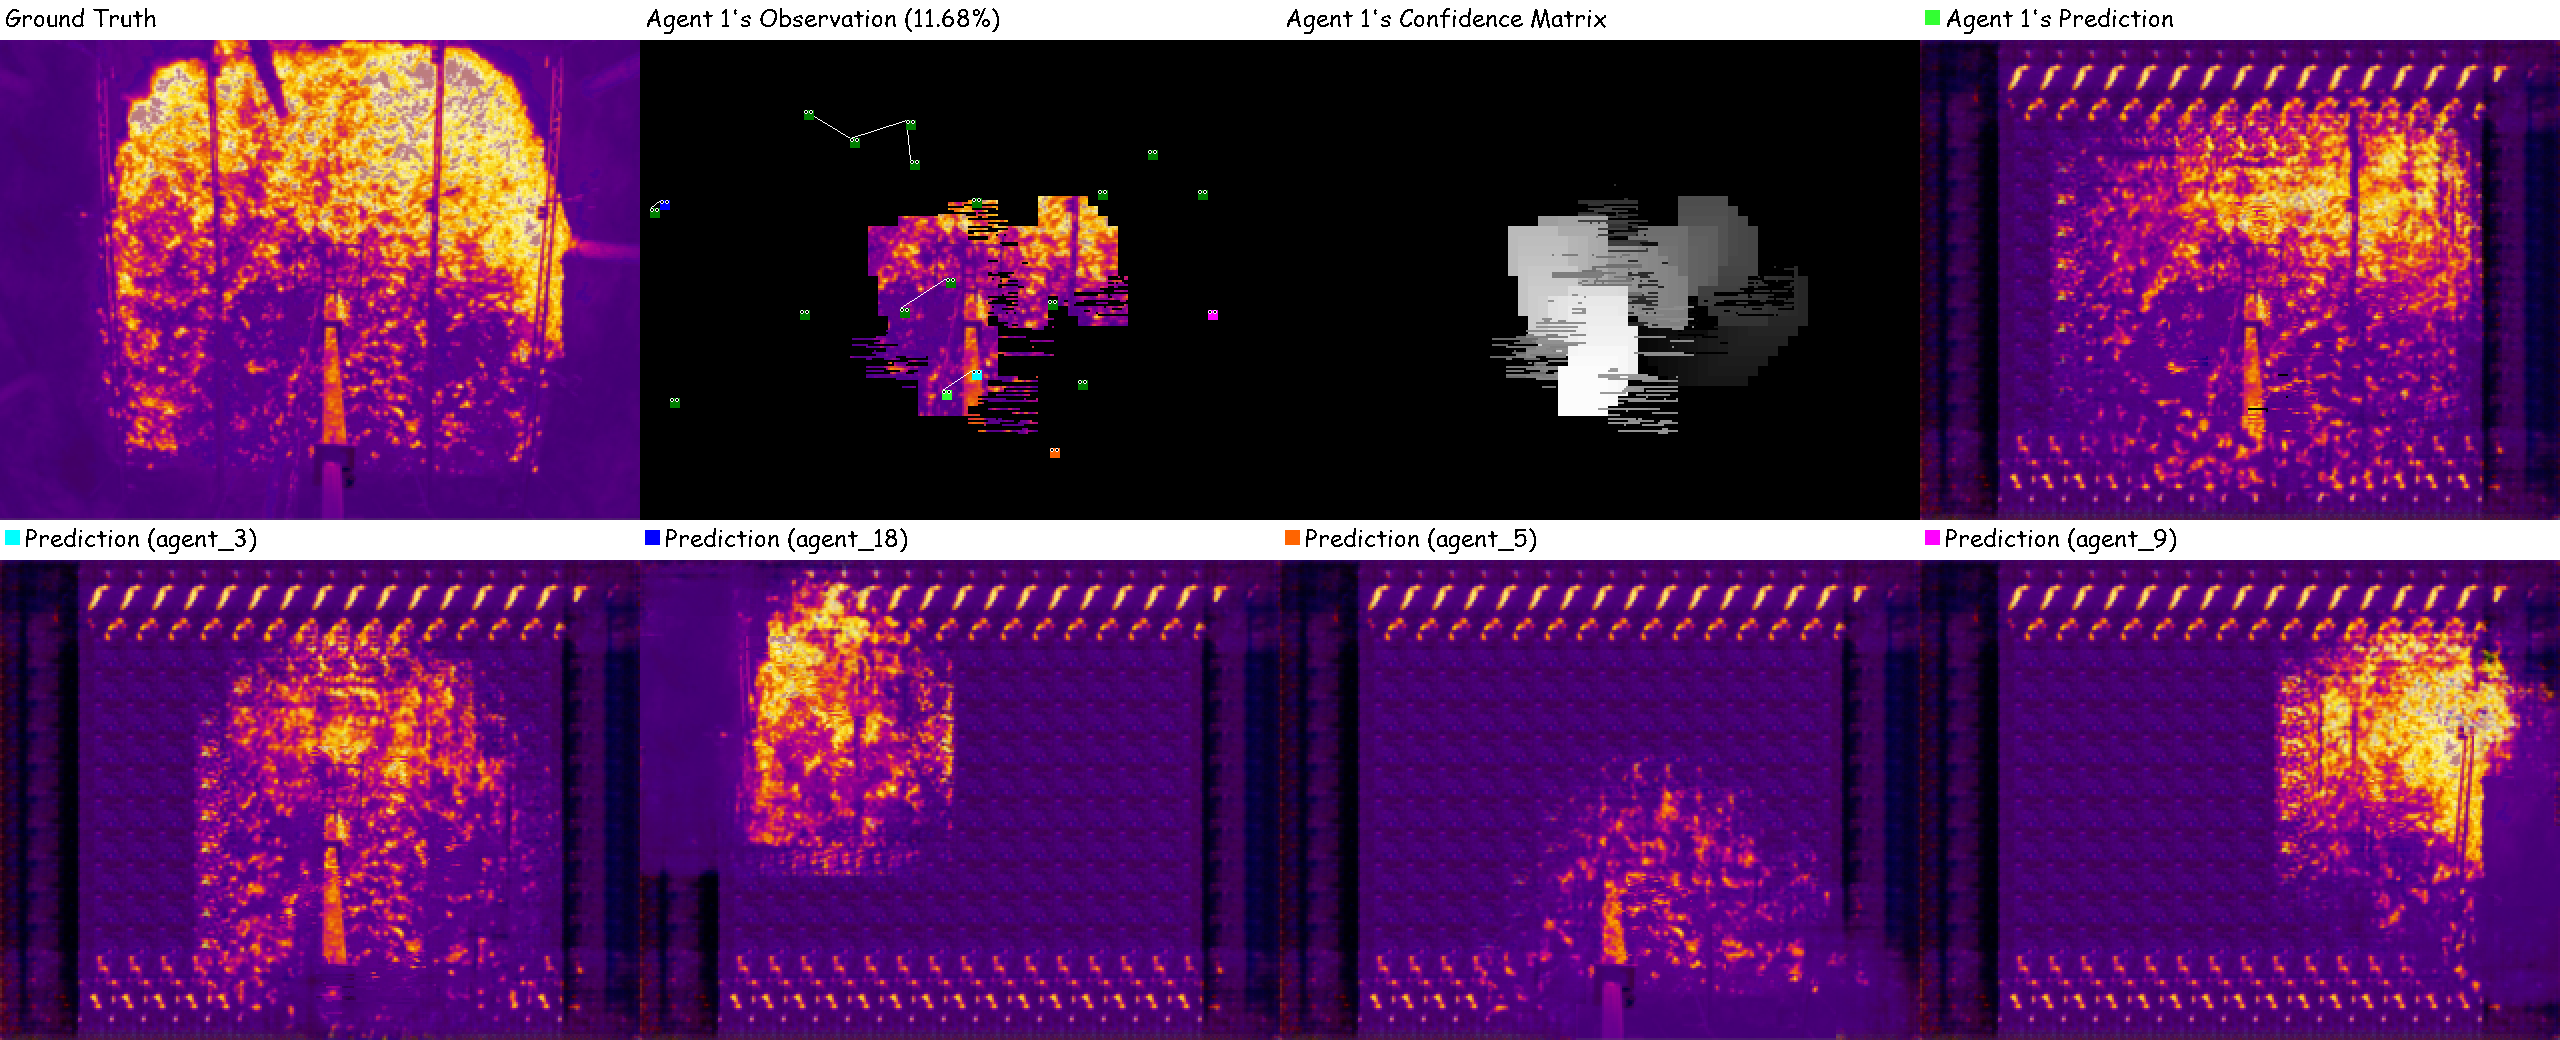 Ground Truth
Agent 1's Observation (11.68%)
Agent 1's Confidence Matrix
Agent 1's Prediction
Prediction (agent_3)
Prediction (agent_18)
Prediction (agent_5)
Prediction (agent_9)